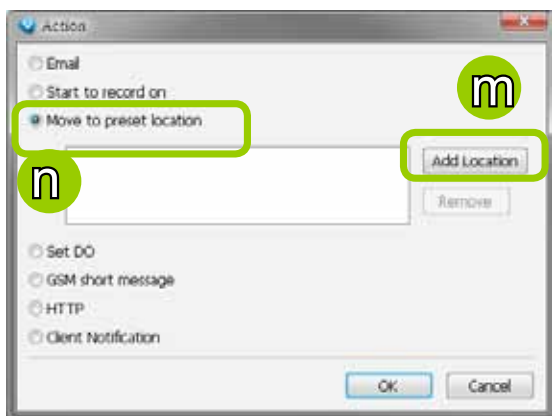 Action
Email
Start to record on
m
Move to preset location
Add Location
n
Remove
Set DO
GSM short message
HTTP
Client Notification
OK Cancel